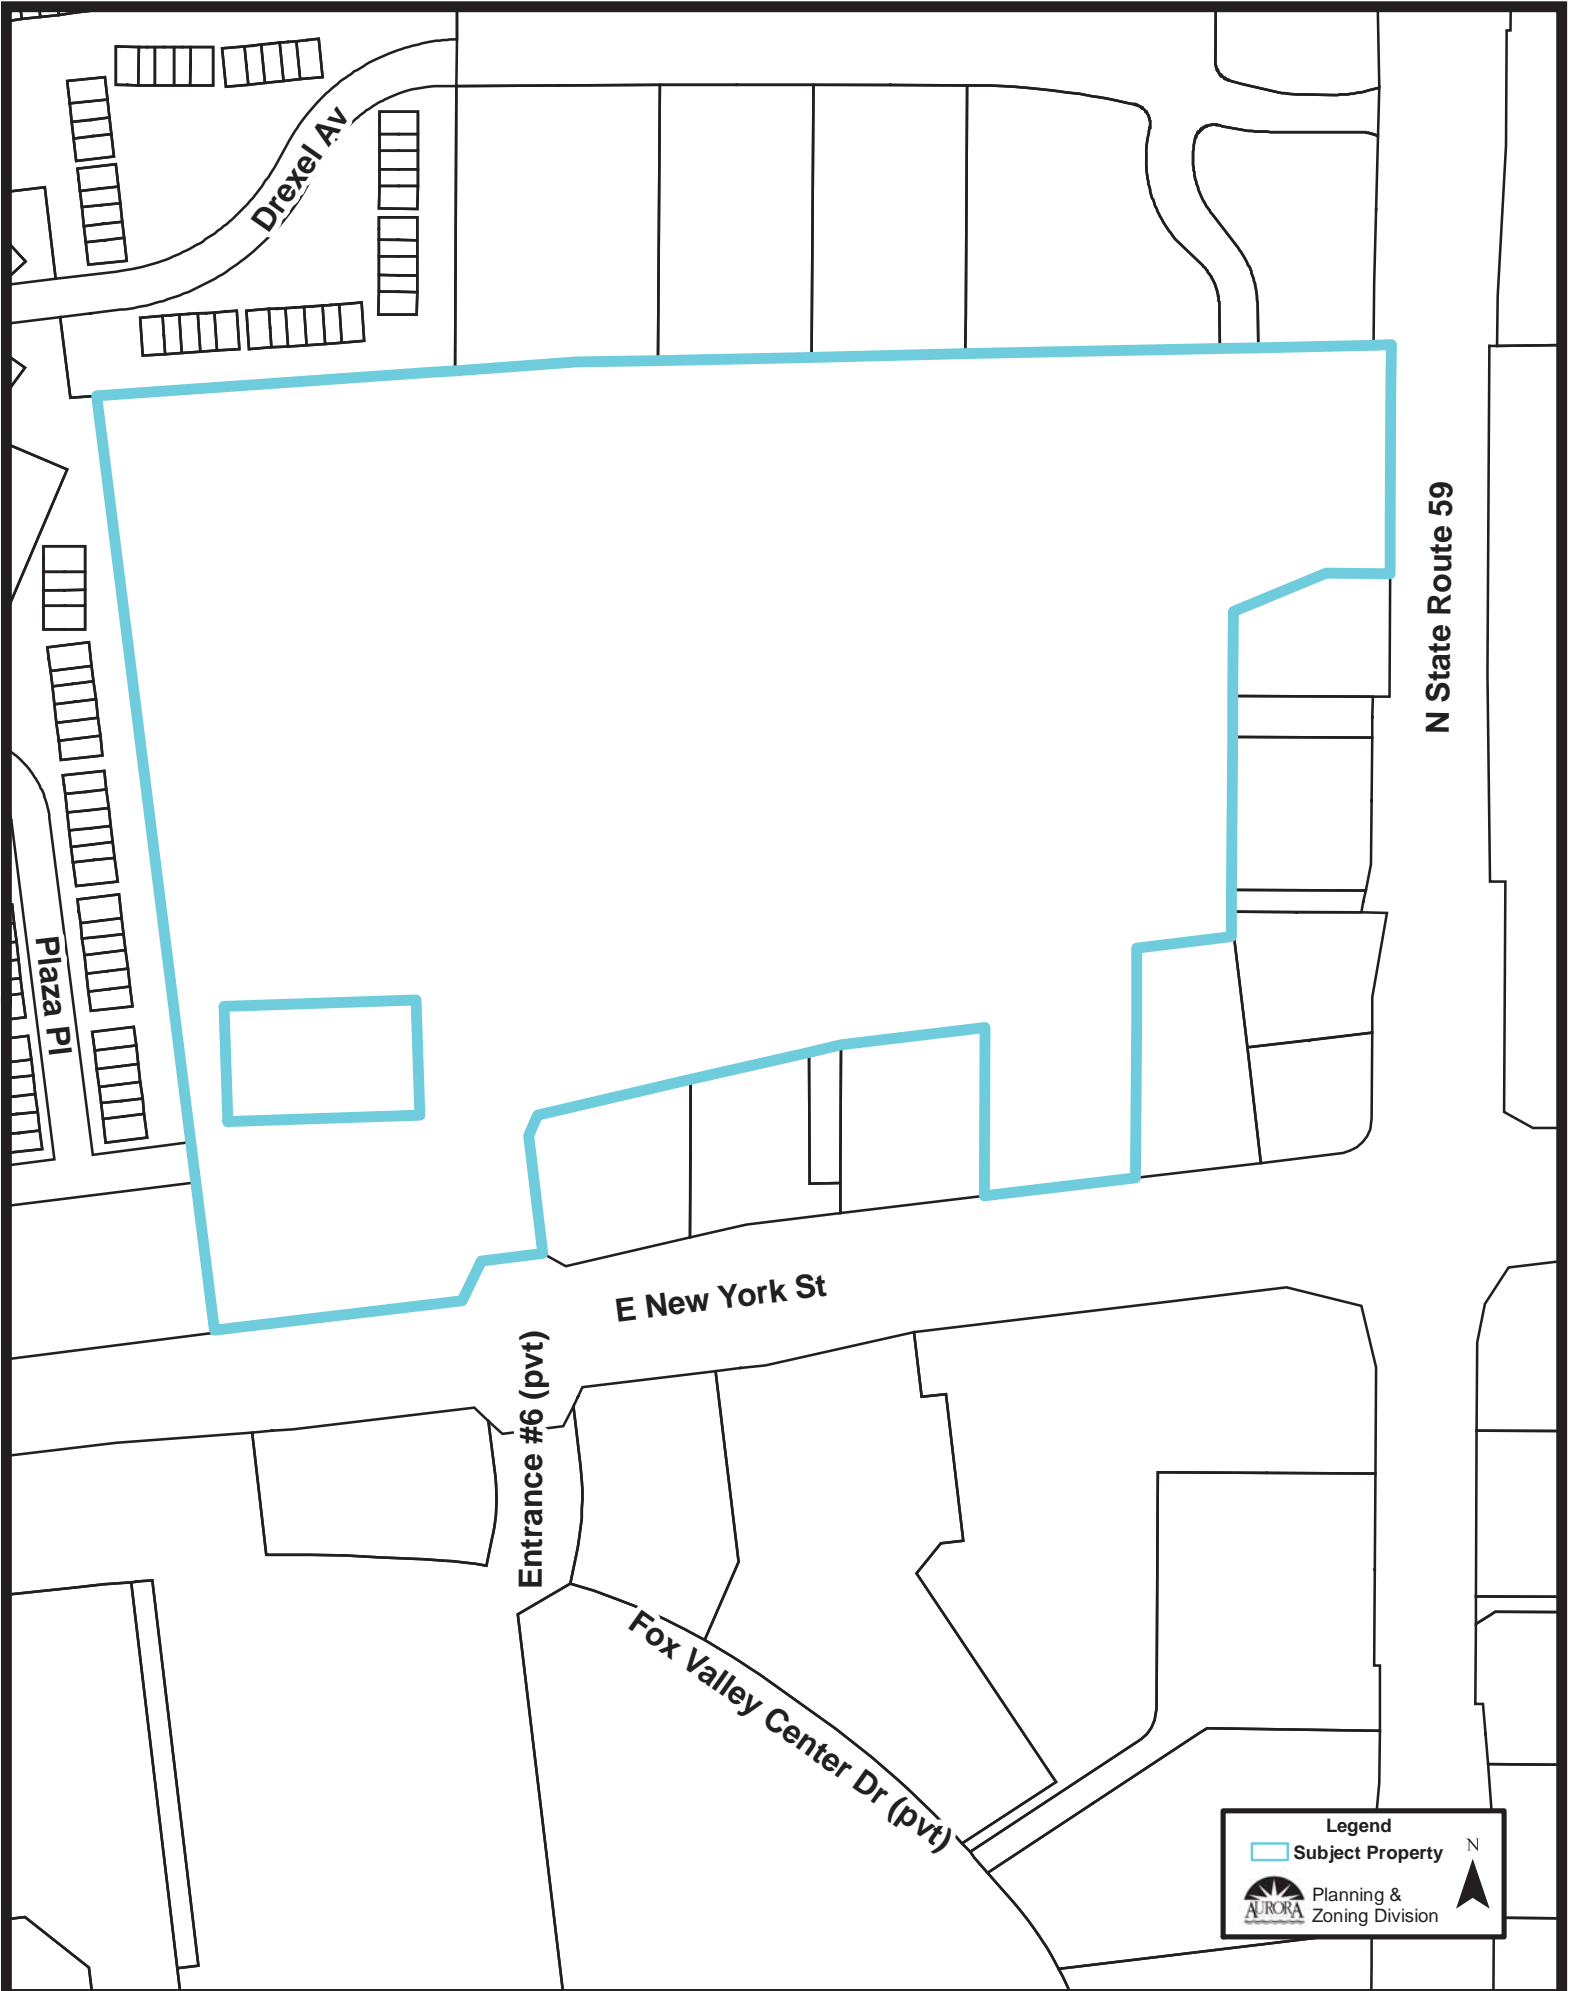 Drexel Av
N State Route 59
Plaza Pl
E New York St
Entrance #6 (pvt)
Fox Valley Center Dr (pvt)
Legend
Subject Property
N
AURORA
Planning &
Zoning Division